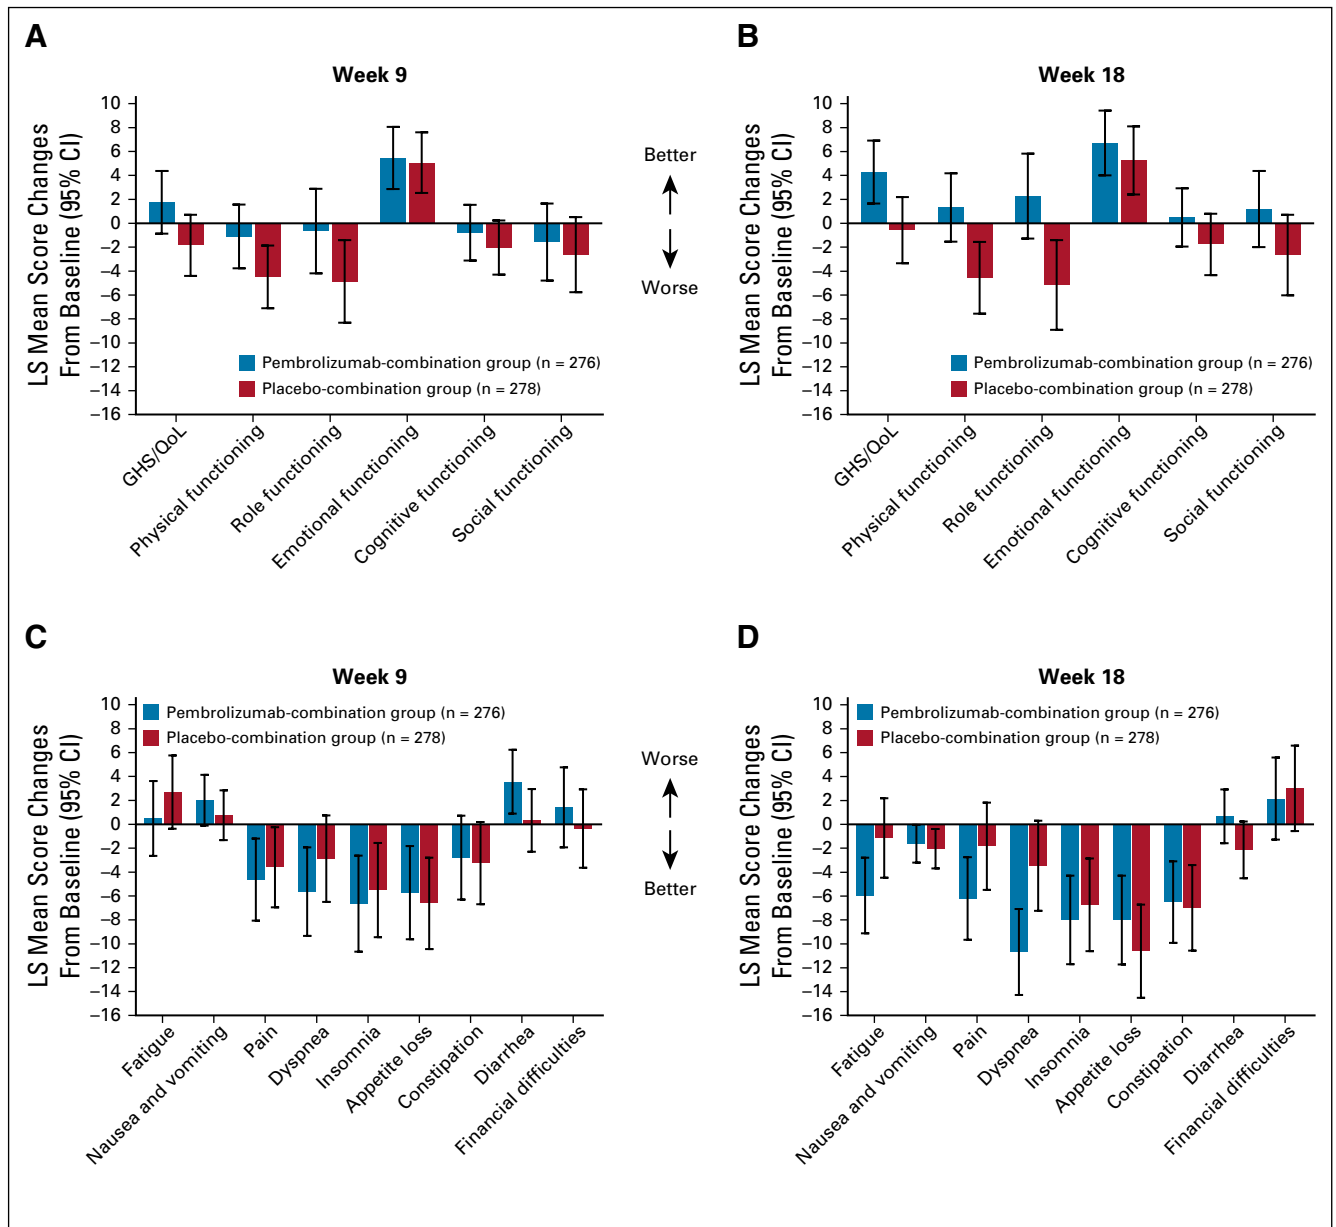 A
Week 9
LS Mean Score Changes
From Baseline (95% CI)
10
8
6
4
2
0
−2
−4
−6
−8
−10
−12
−14
−16
Pembrolizumab-combination group (n = 276)
Placebo-combination group (n = 278)
GHS/QoL
Physical functioning
Role functioning
Emotional functioning
Cognitive functioning
Social functioning
Better
Worse
B
Week 18
LS Mean Score Changes
From Baseline (95% CI)
10
8
6
4
2
0
−2
−4
−6
−8
−10
−12
−14
−16
Pembrolizumab-combination group (n = 276)
Placebo-combination group (n = 278)
GHS/QoL
Physical functioning
Role functioning
Emotional functioning
Cognitive functioning
Social functioning
C
Week 9
LS Mean Score Changes
From Baseline (95% CI)
10
8
6
4
2
0
−2
−4
−6
−8
−10
−12
−14
−16
Pembrolizumab-combination group (n = 276)
Placebo-combination group (n = 278)
Fatigue
Nausea and vomiting
Pain
Dyspnea
Insomnia
Appetite loss
Constipation
Diarrhea
Financial difficulties
Worse
Better
D
Week 18
LS Mean Score Changes
From Baseline (95% CI)
10
8
6
4
2
0
−2
−4
−6
−8
−10
−12
−14
−16
Pembrolizumab-combination group (n = 276)
Placebo-combination group (n = 278)
Fatigue
Nausea and vomiting
Pain
Dyspnea
Insomnia
Appetite loss
Constipation
Diarrhea
Financial difficulties